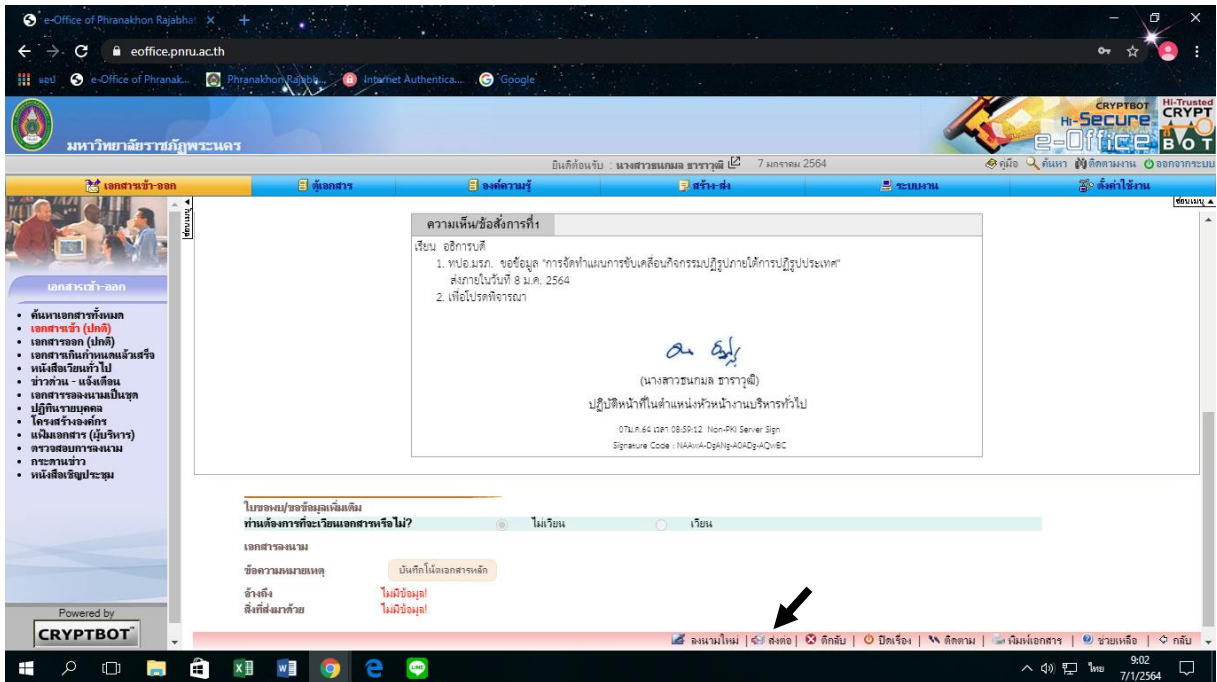 e-Office of Phranakhon Rajabhat
eoffice.pnru.ac.th
แอป e-Office of Phranak... Phranakhon Rajabh... Internet Authentica... Google
มหาวิทยาลัยราชภัฏพระนคร
CRYPTBOT
Hi-Secure
e-Office
Hi-Trusted
CRYPT
BOT
ยินดีต้อนรับ : นางสาวธนกมล ธาราวุฒิ 7 มกราคม 2564 คู่มือ ค้นหา ติดตามงาน ออกจากระบบ
เอกสารเข้า-ออก ตู้เอกสาร องค์ความรู้ สร้าง-ส่ง ระบบงาน ตั้งค่าใช้งาน
ซ่อนเมนู
ซ่อนเมนู
เอกสารเข้า-ออก
ค้นหาเอกสารทั้งหมด
เอกสารเข้า (ปกติ)
เอกสารออก (ปกติ)
เอกสารเกินกำหนดแล้วเสร็จ
หนังสือเวียนทั่วไป
ข่าวด่วน - แจ้งเตือน
เอกสารรอลงนามเป็นชุด
ปฏิทินรายบุคคล
โครงสร้างองค์กร
แฟ้มเอกสาร (ผู้บริหาร)
ตรวจสอบการลงนาม
กระดานข่าว
หนังสือเชิญประชุม
Powered by
CRYPTBOT
ความเห็น/ข้อสั่งการที่1
เรียน อธิการบดี
1. ทปอ.มรภ. ขอข้อมูล "การจัดทำแผนการขับเคลื่อนกิจกรรมปฏิรูปภายใต้การปฏิรูปประเทศ"
ส่งภายในวันที่ 8 ม.ค. 2564
2. เพื่อโปรดพิจารณา
(นางสาวธนกมล ธาราวุฒิ)
ปฏิบัติหน้าที่ในตำแหน่งหัวหน้างานบริหารทั่วไป
07ม.ค.64 เวลา 08:59:12 Non-PKI Server Sign
Signature Code : NAAwA-DgANg-A0ADg-AQwBC
ใบขอพบ/ขอข้อมูลเพิ่มเติม
ท่านต้องการที่จะเวียนเอกสารหรือไม่? ไม่เวียน เวียน
เอกสารลงนาม
ข้อความหมายเหตุ บันทึกโน้ตเอกสารหลัก
อ้างถึง ไม่มีข้อมูล!
สิ่งที่ส่งมาด้วย ไม่มีข้อมูล!
ลงนามใหม่ | ส่งต่อ | ตีกลับ | ปิดเรื่อง | ติดตาม | พิมพ์เอกสาร | ช่วยเหลือ | กลับ
ไทย 9:02
7/1/2564